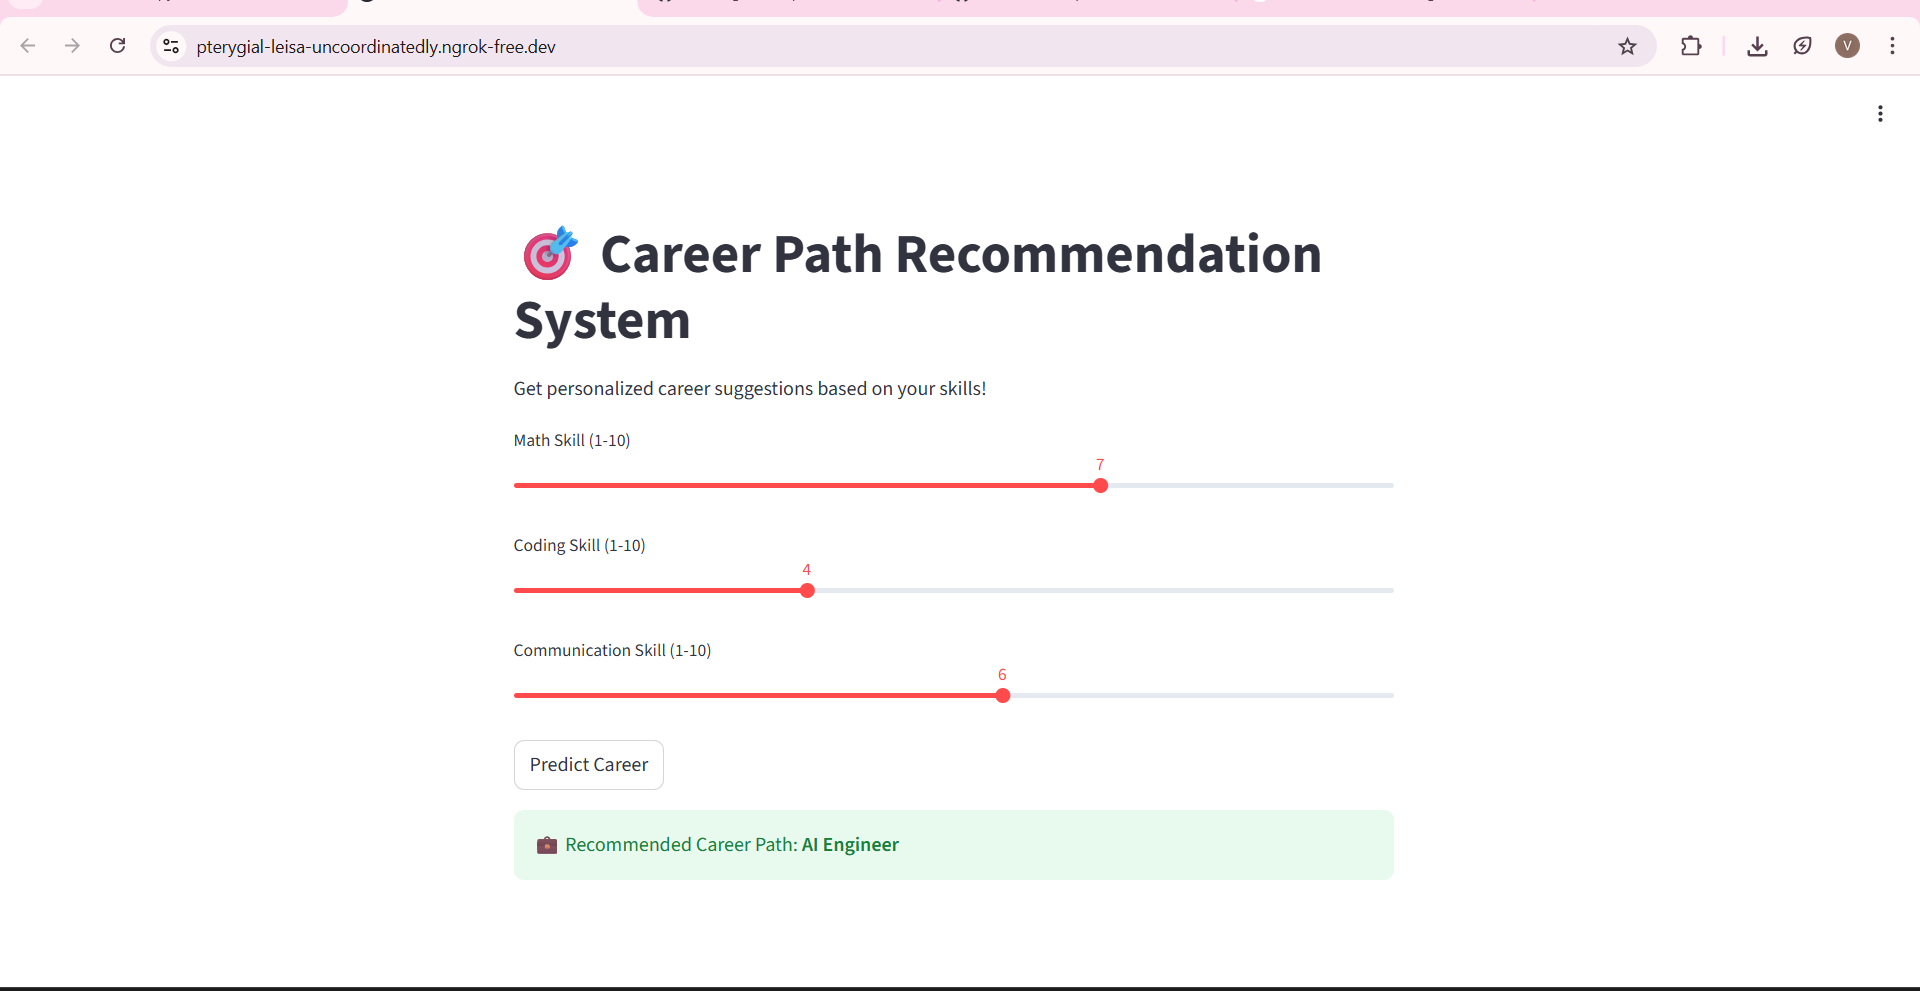 pterygial-leisa-uncoordinatedly.ngrok-free.dev
V
Career Path Recommendation
System
Get personalized career suggestions based on your skills!
Math Skill (1-10)
7
Coding Skill (1-10)
4
Communication Skill (1-10)
6
Predict Career
Recommended Career Path: AI Engineer